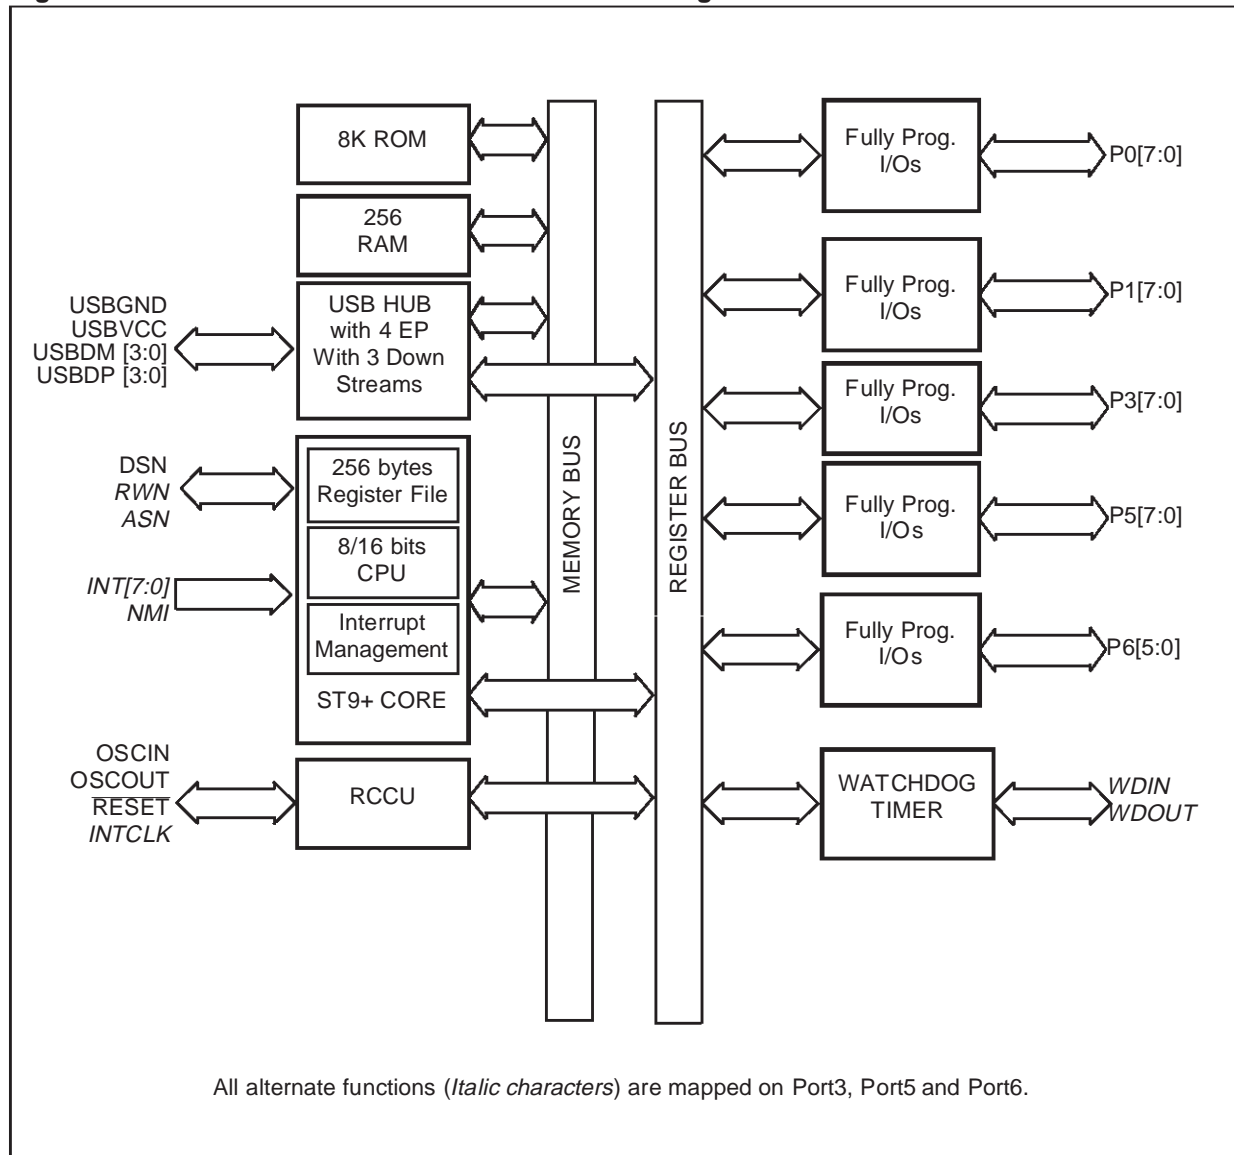 8K ROM
256
RAM
USBGND
USBVCC
USBDM [3:0]
USBDP [3:0]
USB HUB
with 4 EP
With 3 Down
Streams
DSN
RWN
ASN
256 bytes
Register File
8/16 bits
CPU
INT[7:0]
NMI
Interrupt
Management
ST9+ CORE
OSCIN
OSCOUT
RESET
INTCLK
RCCU
MEMORY BUS
REGISTER BUS
Fully Prog.
I/Os
P0[7:0]
Fully Prog.
I/Os
P1[7:0]
Fully Prog.
I/Os
P3[7:0]
Fully Prog.
I/Os
P5[7:0]
Fully Prog.
I/Os
P6[5:0]
WATCHDOG
TIMER
WDIN
WDOUT
All alternate functions (Italic characters) are mapped on Port3, Port5 and Port6.